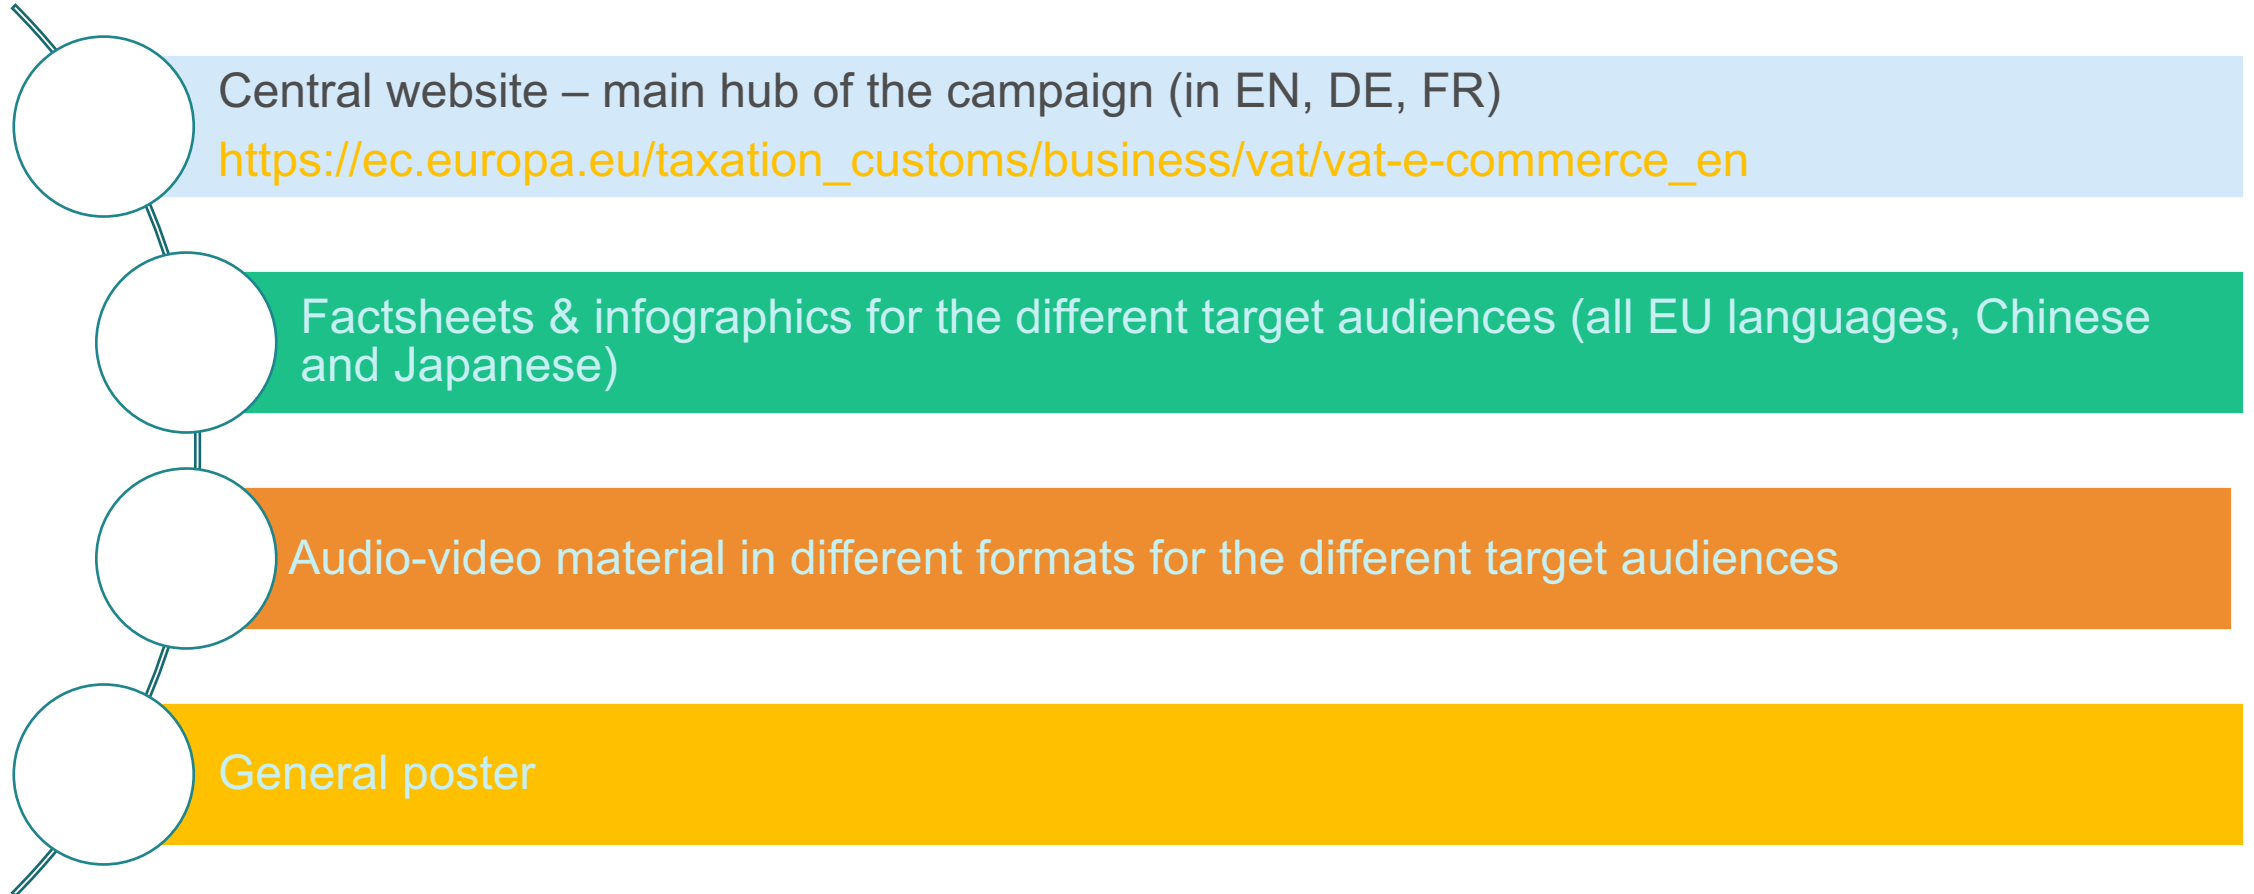 Central website – main hub of the campaign (in EN, DE, FR)
https://ec.europa.eu/taxation_customs/business/vat/vat-e-commerce_en
Factsheets & infographics for the different target audiences (all EU languages, Chinese
and Japanese)
Audio-video material in different formats for the different target audiences
General poster